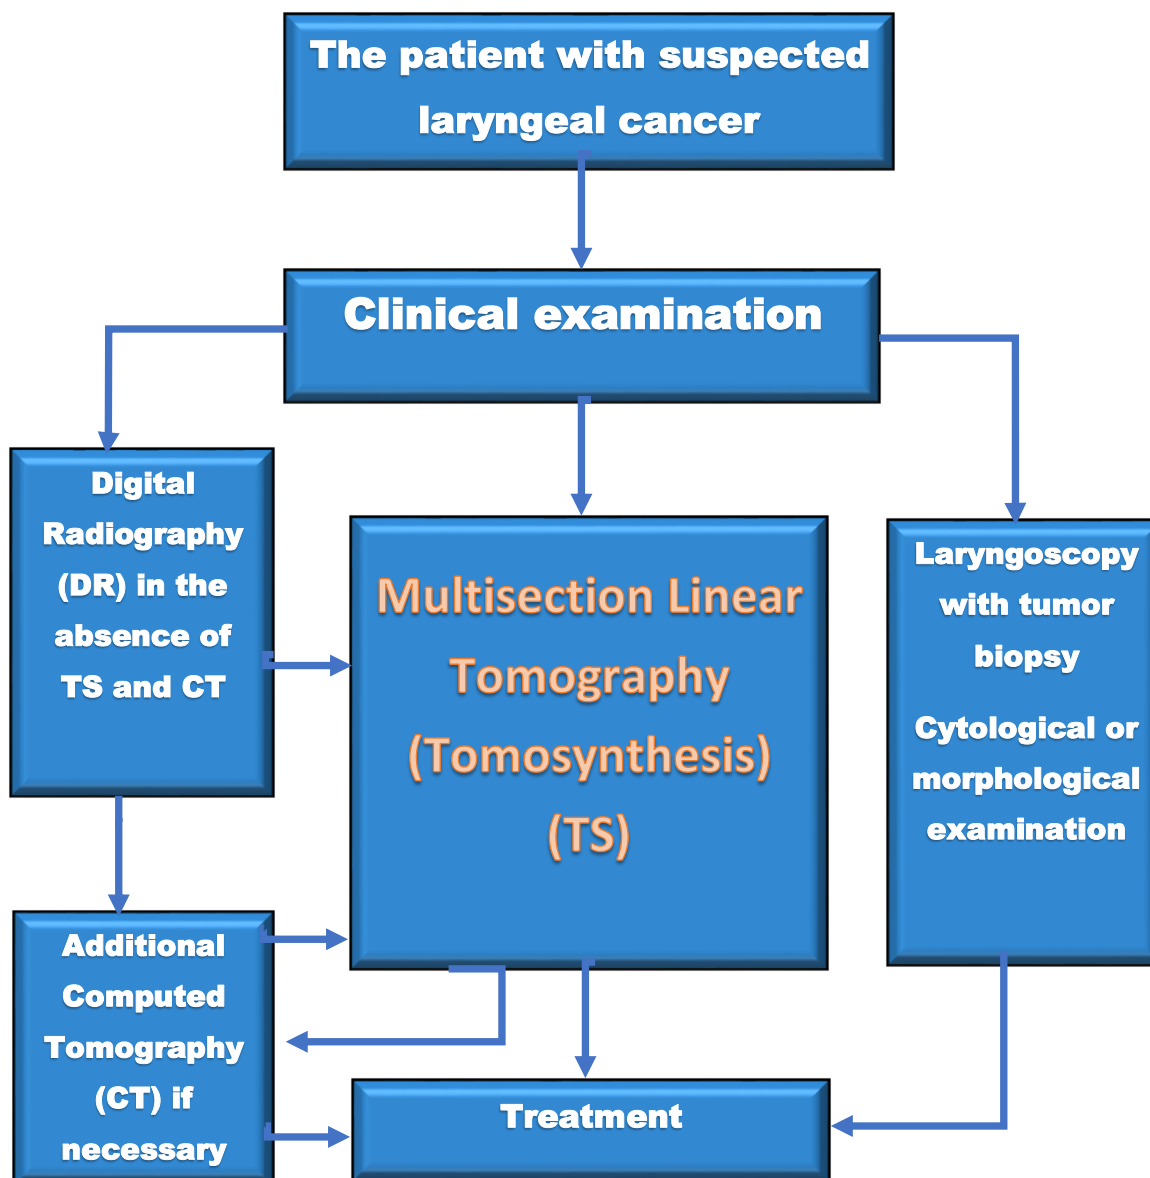 The patient with suspected
laryngeal cancer
Clinical examination
Digital
Radiography
(DR) in the
absence of
TS and CT
Multisection Linear
Tomography
(Tomosynthesis)
(TS)
Laryngoscopy
with tumor
biopsy
Cytological or
morphological
examination
Additional
Computed
Tomography
(CT) if
necessary
Treatment